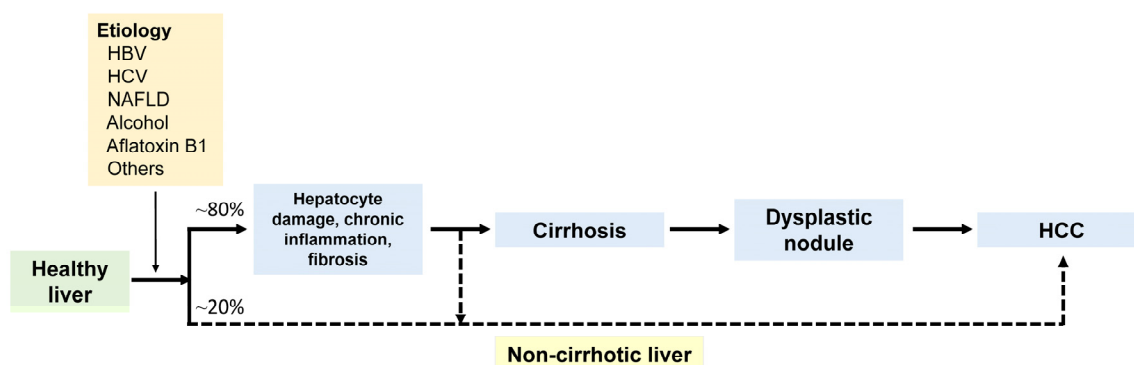 Etiology
HBV
HCV
NAFLD
Alcohol
Aflatoxin B1
Others
Healthy
liver
~80%
~20%
Hepatocyte
damage, chronic
inflammation,
fibrosis
Cirrhosis
Dysplastic
nodule
HCC
Non-cirrhotic liver